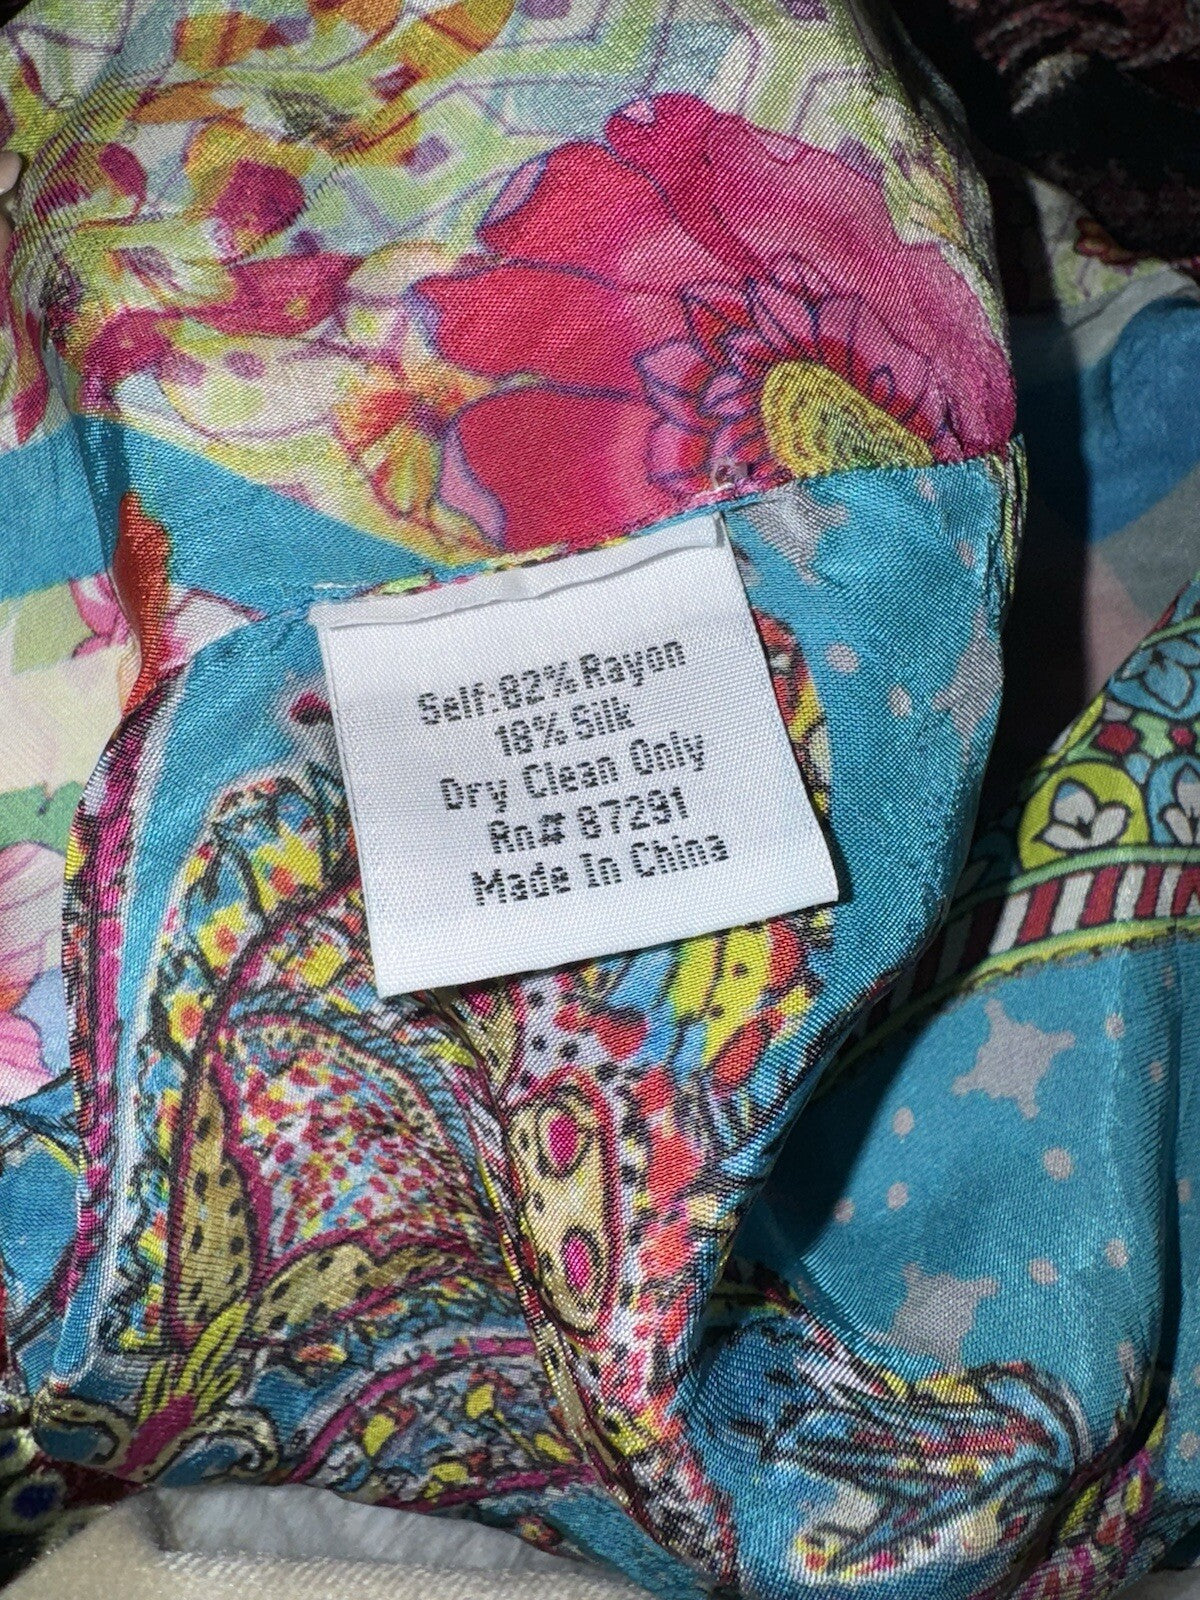 Self:82% Rayon
18% Silk
Dry Clean Only
Rn# 87291
Made In China